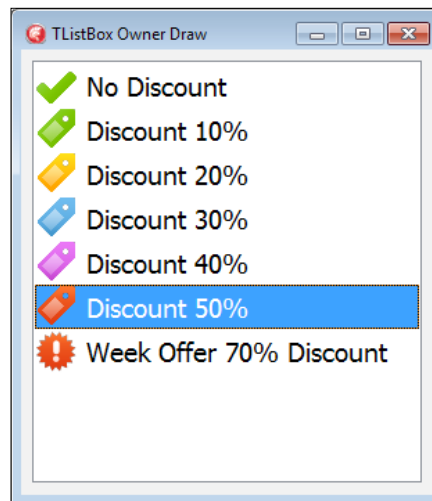 TListBox Owner Draw
No Discount
Discount 10%
Discount 20%
Discount 30%
Discount 40%
Discount 50%
Week Offer 70% Discount